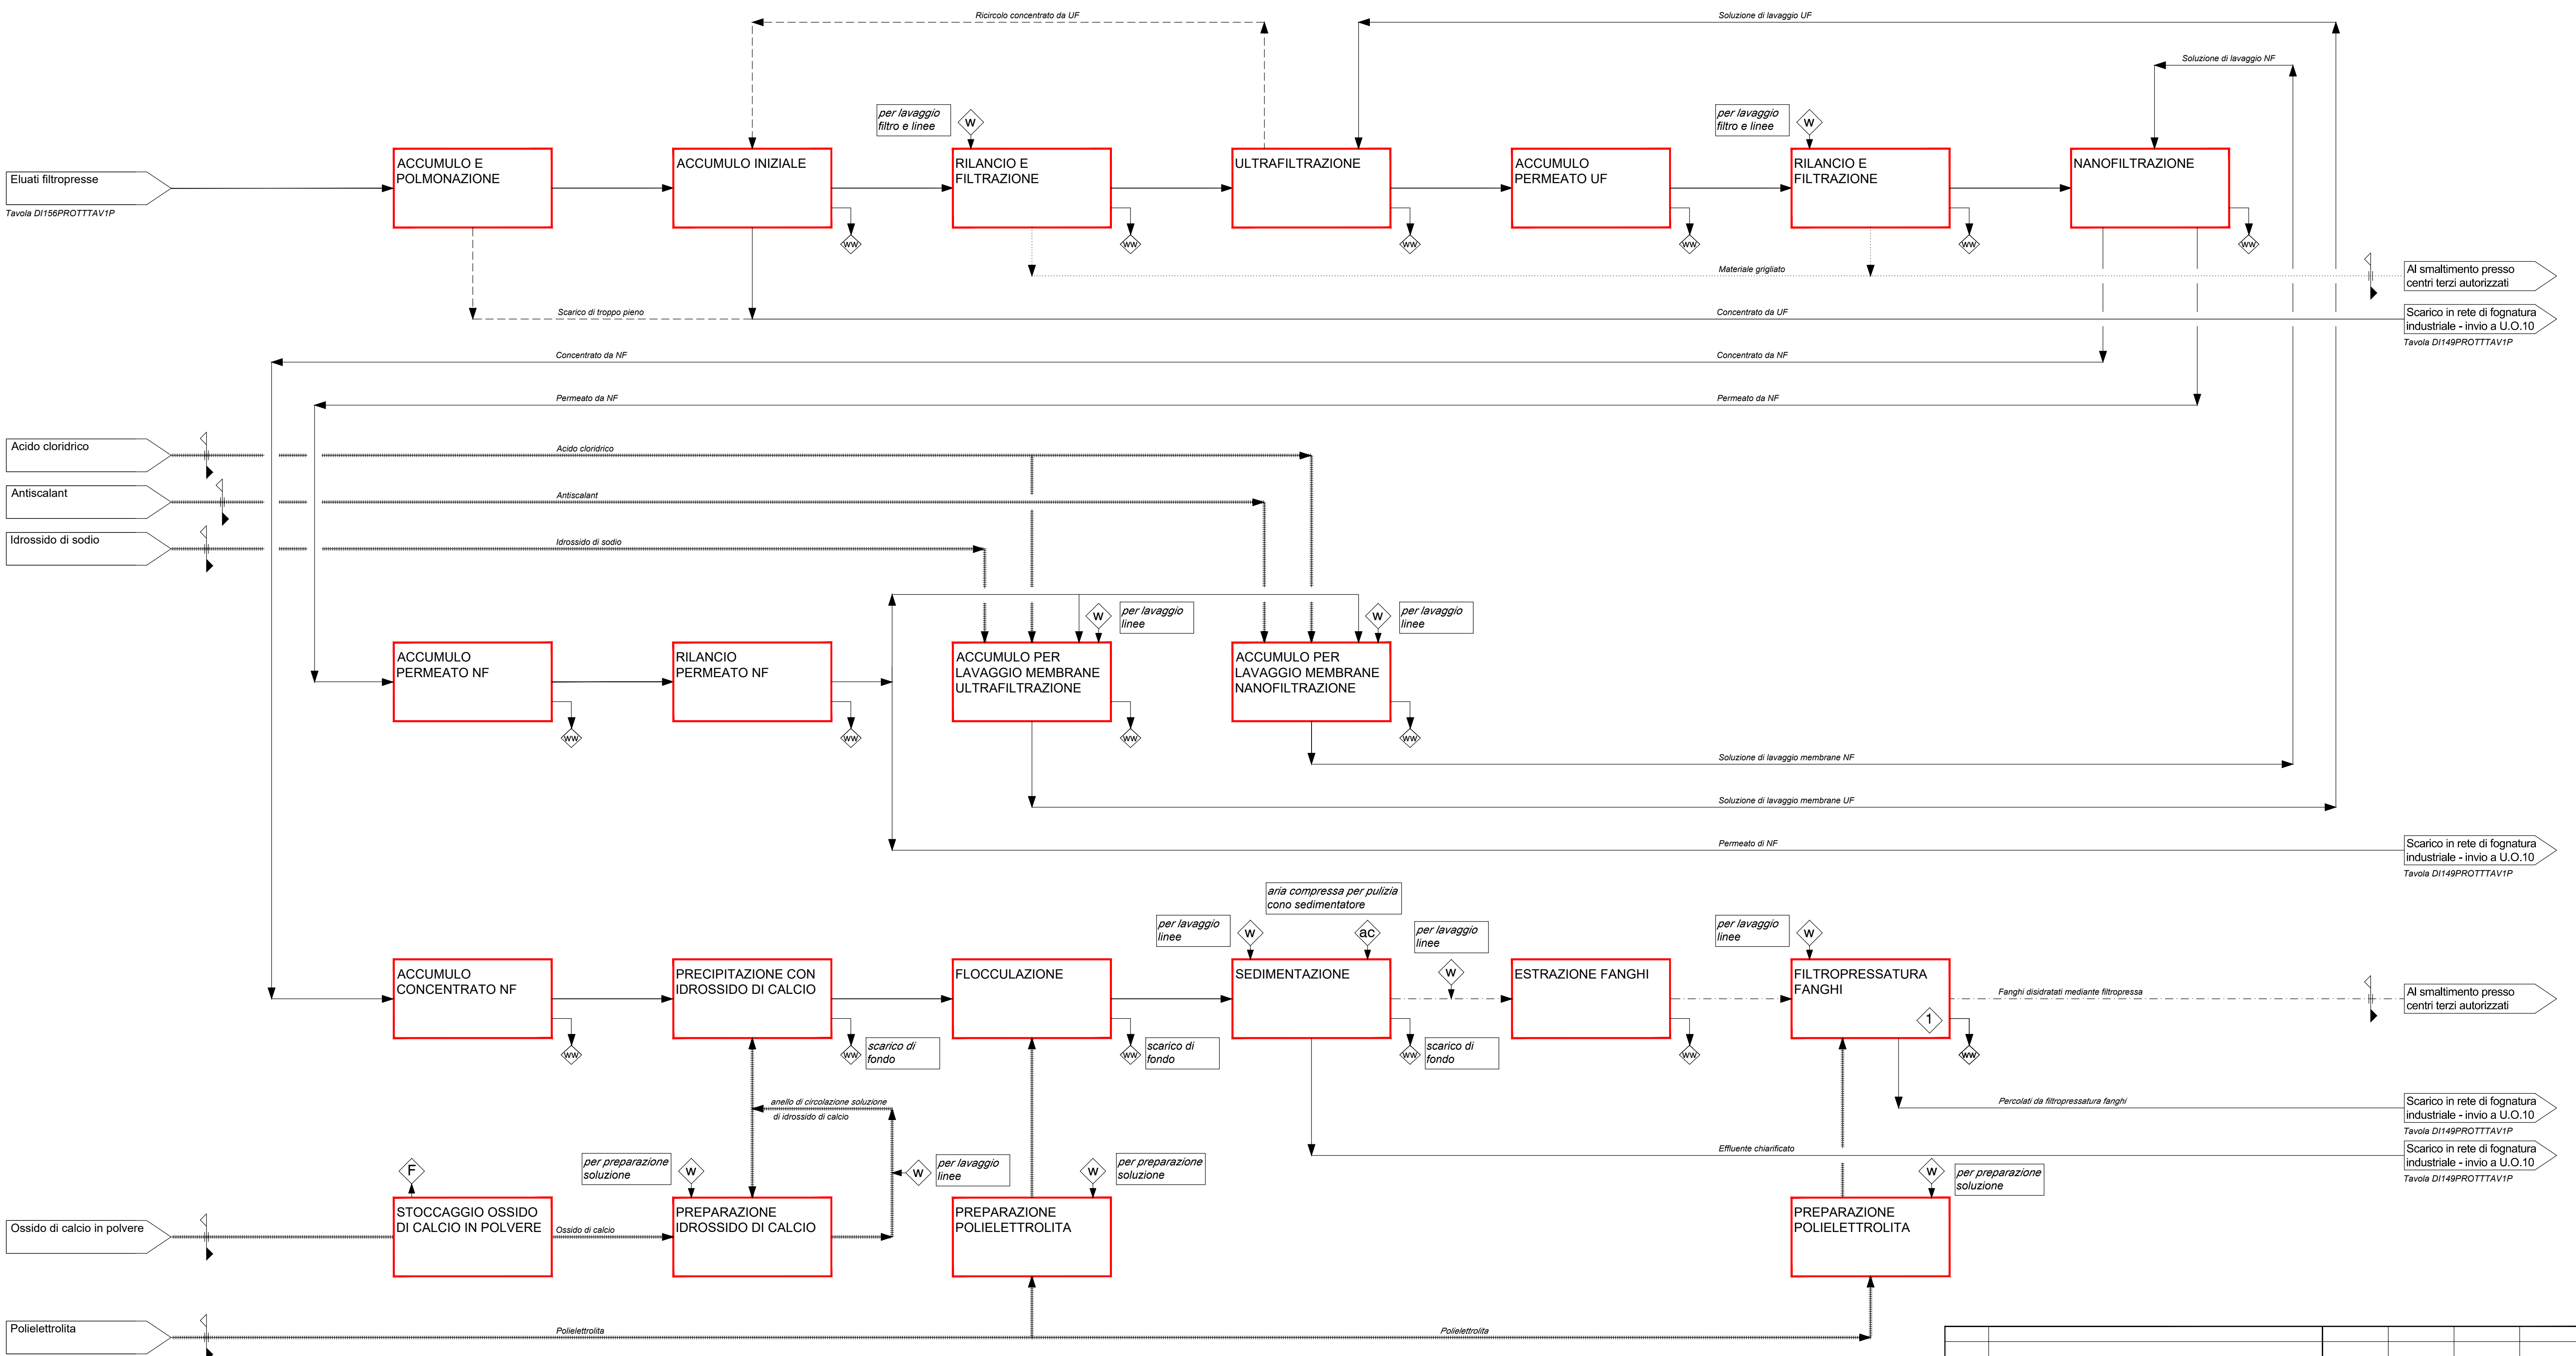 Ricircolo concentrato da UF
Soluzione di lavaggio UF
Soluzione di lavaggio NF
per lavaggio
filtro e linee
W
per lavaggio
filtro e linee
W
Eluati filtropresse
Tavola DI156PROTTTAV1P
ACCUMULO E
POLMONAZIONE
ACCUMULO INIZIALE
RILANCIO E
FILTRAZIONE
ULTRAFILTRAZIONE
ACCUMULO
PERMEATO UF
RILANCIO E
FILTRAZIONE
NANOFILTRAZIONE
WW
WW
WW
WW
WW
WW
Materiale grigliato
Al smaltimento presso
centri terzi autorizzati
Scarico di troppo pieno
Concentrato da UF
Scarico in rete di fognatura
industriale - invio a U.O.10
Tavola DI149PROTTTAV1P
Concentrato da NF
Concentrato da NF
Permeato da NF
Permeato da NF
Acido cloridrico
Acido cloridrico
Antiscalant
Antiscalant
Idrossido di sodio
Idrossido di sodio
W
per lavaggio
linee
W
per lavaggio
linee
ACCUMULO
PERMEATO NF
RILANCIO
PERMEATO NF
ACCUMULO PER
LAVAGGIO MEMBRANE
ULTRAFILTRAZIONE
ACCUMULO PER
LAVAGGIO MEMBRANE
NANOFILTRAZIONE
WW
WW
WW
WW
Soluzione di lavaggio membrane NF
Soluzione di lavaggio membrane UF
Permeato di NF
Scarico in rete di fognatura
industriale - invio a U.O.10
Tavola DI149PROTTTAV1P
aria compressa per pulizia
cono sedimentatore
per lavaggio
linee
W
ac
per lavaggio
linee
W
per lavaggio
linee
W
ACCUMULO
CONCENTRATO NF
PRECIPITAZIONE CON
IDROSSIDO DI CALCIO
FLOCCULAZIONE
SEDIMENTAZIONE
ESTRAZIONE FANGHI
FILTROPRESSATURA
FANGHI
1
Fanghi disidratati mediante filtropressa
Al smaltimento presso
centri terzi autorizzati
WW
WW
scarico di
fondo
WW
scarico di
fondo
WW
scarico di
fondo
WW
WW
anello di circolazione soluzione
di idrossido di calcio
Percolati da filtropressatura fanghi
Scarico in rete di fognatura
industriale - invio a U.O.10
Tavola DI149PROTTTAV1P
Effluente chiarificato
Scarico in rete di fognatura
industriale - invio a U.O.10
Tavola DI149PROTTTAV1P
F
per preparazione
soluzione
W
W
per lavaggio
linee
W
per preparazione
soluzione
W
per preparazione
soluzione
Ossido di calcio in polvere
STOCCAGGIO OSSIDO
DI CALCIO IN POLVERE
Ossido di calcio
PREPARAZIONE
IDROSSIDO DI CALCIO
PREPARAZIONE
POLIELETTROLITA
PREPARAZIONE
POLIELETTROLITA
Polielettrolita
Polielettrolita
Polielettrolita